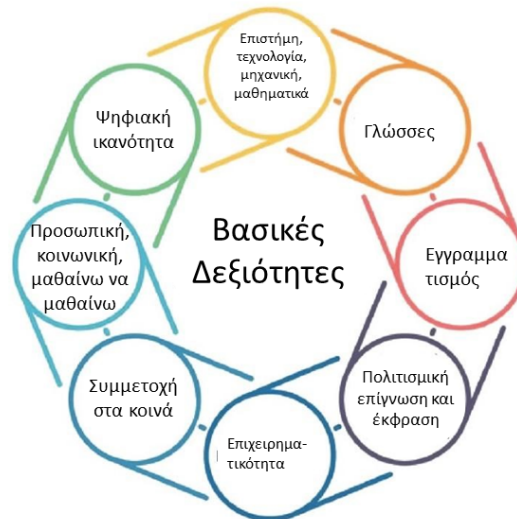 Επιστήμη,
τεχνολογία,
μηχανική,
μαθηματικά
Γλώσσες
Εγγραμμα
τισμός
Πολιτισμική
επίγνωση και
έκφραση
Επιχειρημα-
τικότητα
Συμμετοχή
στα κοινά
Προσωπική,
κοινωνική,
μαθαίνω να
μαθαίνω
Ψηφιακή
ικανότητα
Βασικές
Δεξιότητες